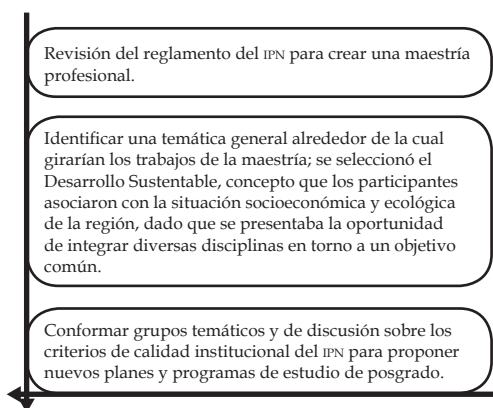 Revisión del reglamento del IPN para crear una maestría
profesional.
Identificar una temática general alrededor de la cual
girarían los trabajos de la maestría; se seleccionó el
Desarrollo Sustentable, concepto que los participantes
asociaron con la situación socioeconómica y ecológica
de la región, dado que se presentaba la oportunidad
de integrar diversas disciplinas en torno a un objetivo
común.
Conformar grupos temáticos y de discusión sobre los
criterios de calidad institucional del IPN para proponer
nuevos planes y programas de estudio de posgrado.